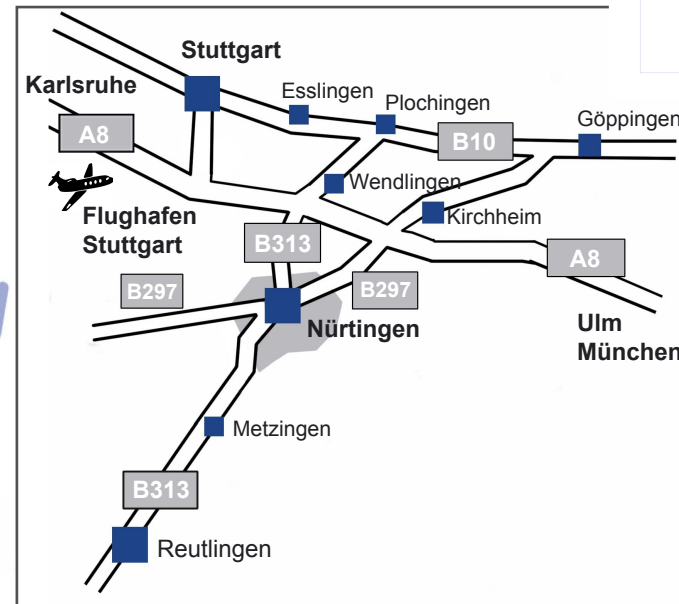 Stuttgart
Karlsruhe
Esslingen
Plochingen
Göppingen
A8
B10
Wendlingen
Kirchheim
Flughafen
Stuttgart
B313
A8
B297
B297
Nürtingen
Ulm
München
Metzingen
B313
Reutlingen